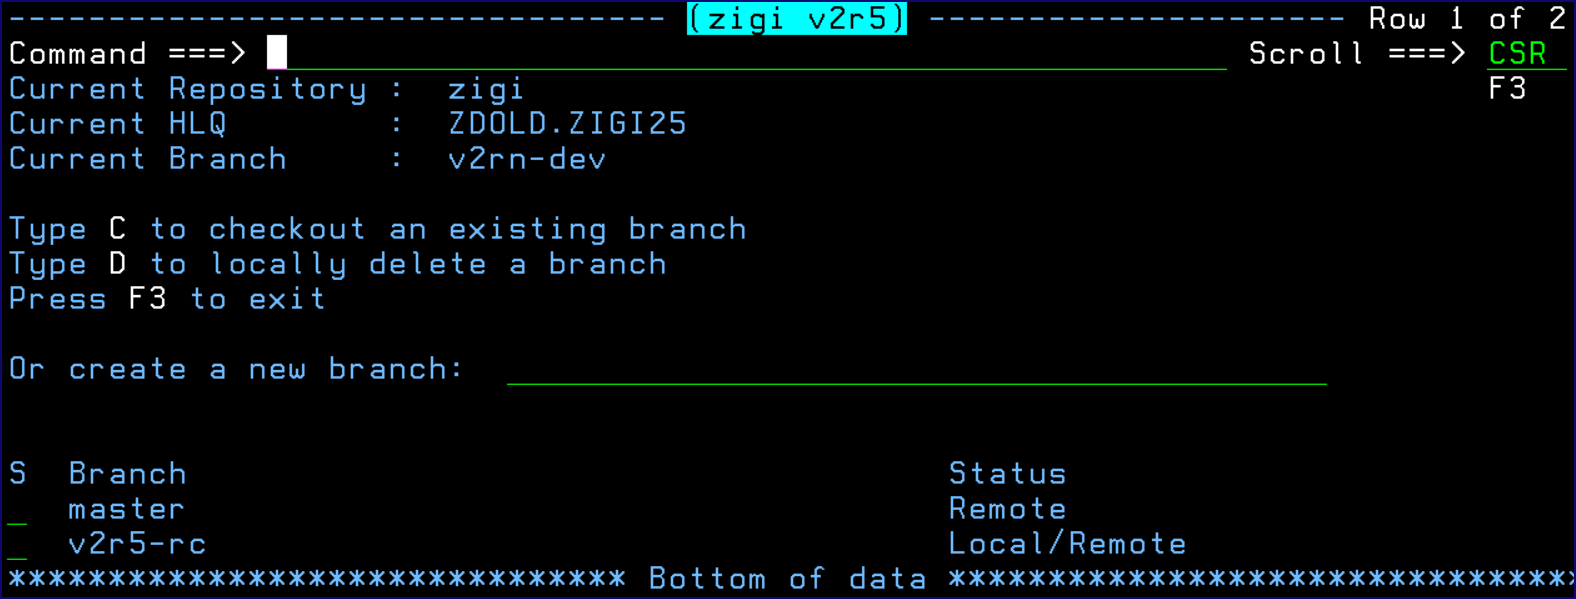 --------------------------------- (zigi v2r5) --------------------- Row 1 of 2
Command ===> Scroll ===> CSR
Current Repository : zigi F3
Current HLQ : ZDOLD.ZIGI25
Current Branch : v2rn-dev
Type C to checkout an existing branch
Type D to locally delete a branch
Press F3 to exit
Or create a new branch:
S Branch Status
_ master Remote
_ v2r5-rc Local/Remote
******************************* Bottom of data ********************************